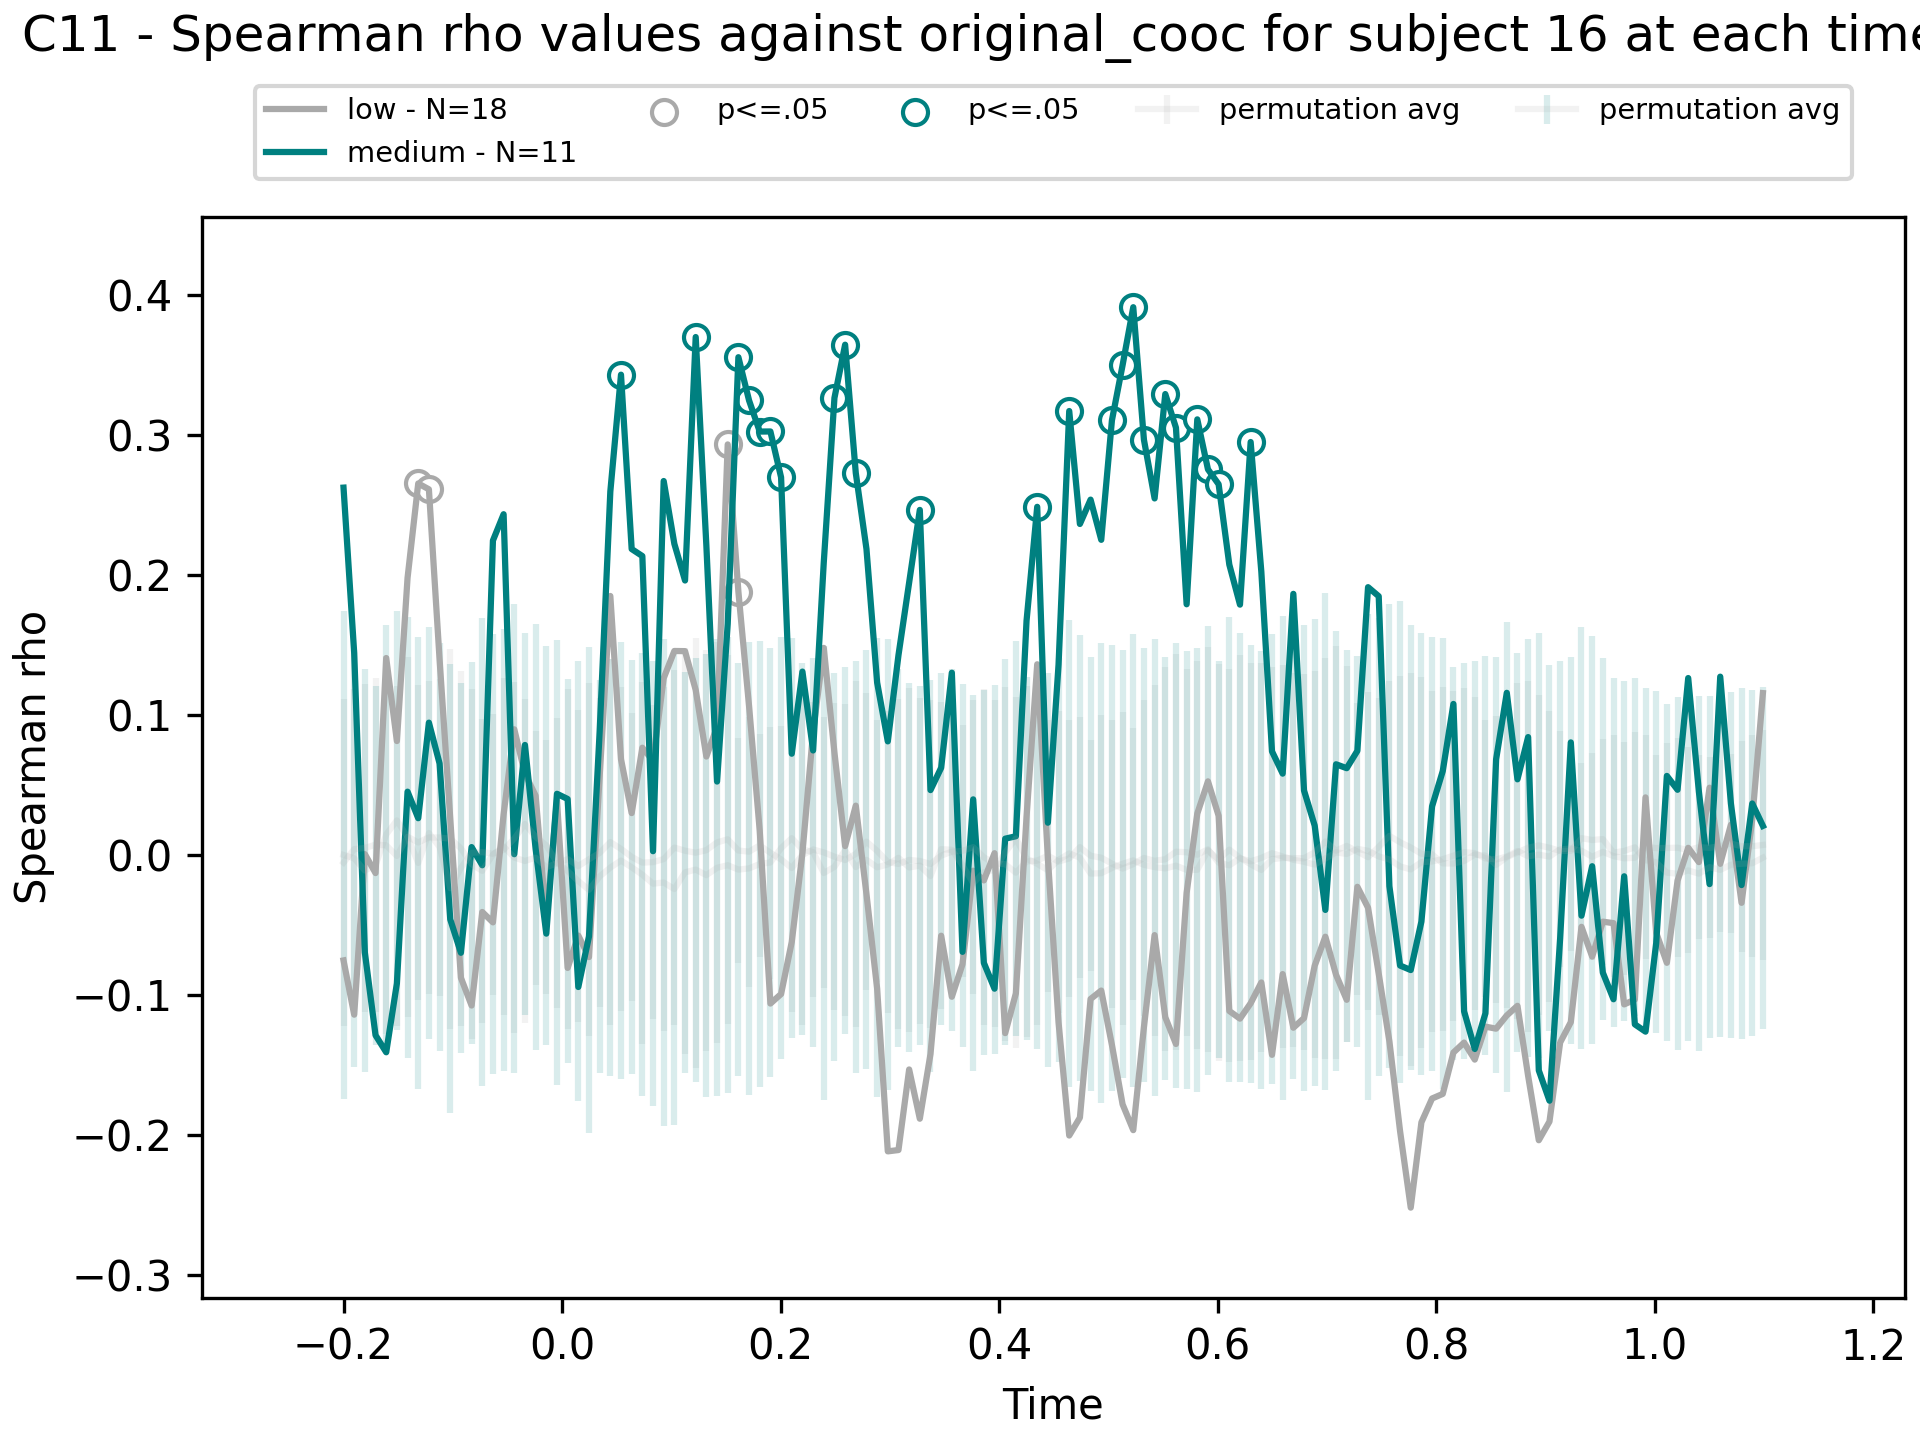 C11 - Spearman rho values against original_cooc for subject 16 at each time
low - N=18
medium - N=11
p<=.05
p<=.05
permutation avg
permutation avg
Spearman rho
0.4
0.3
0.2
0.1
0.0
−0.1
−0.2
−0.3
−0.2
0.0
0.2
0.4
0.6
0.8
1.0
1.2
Time